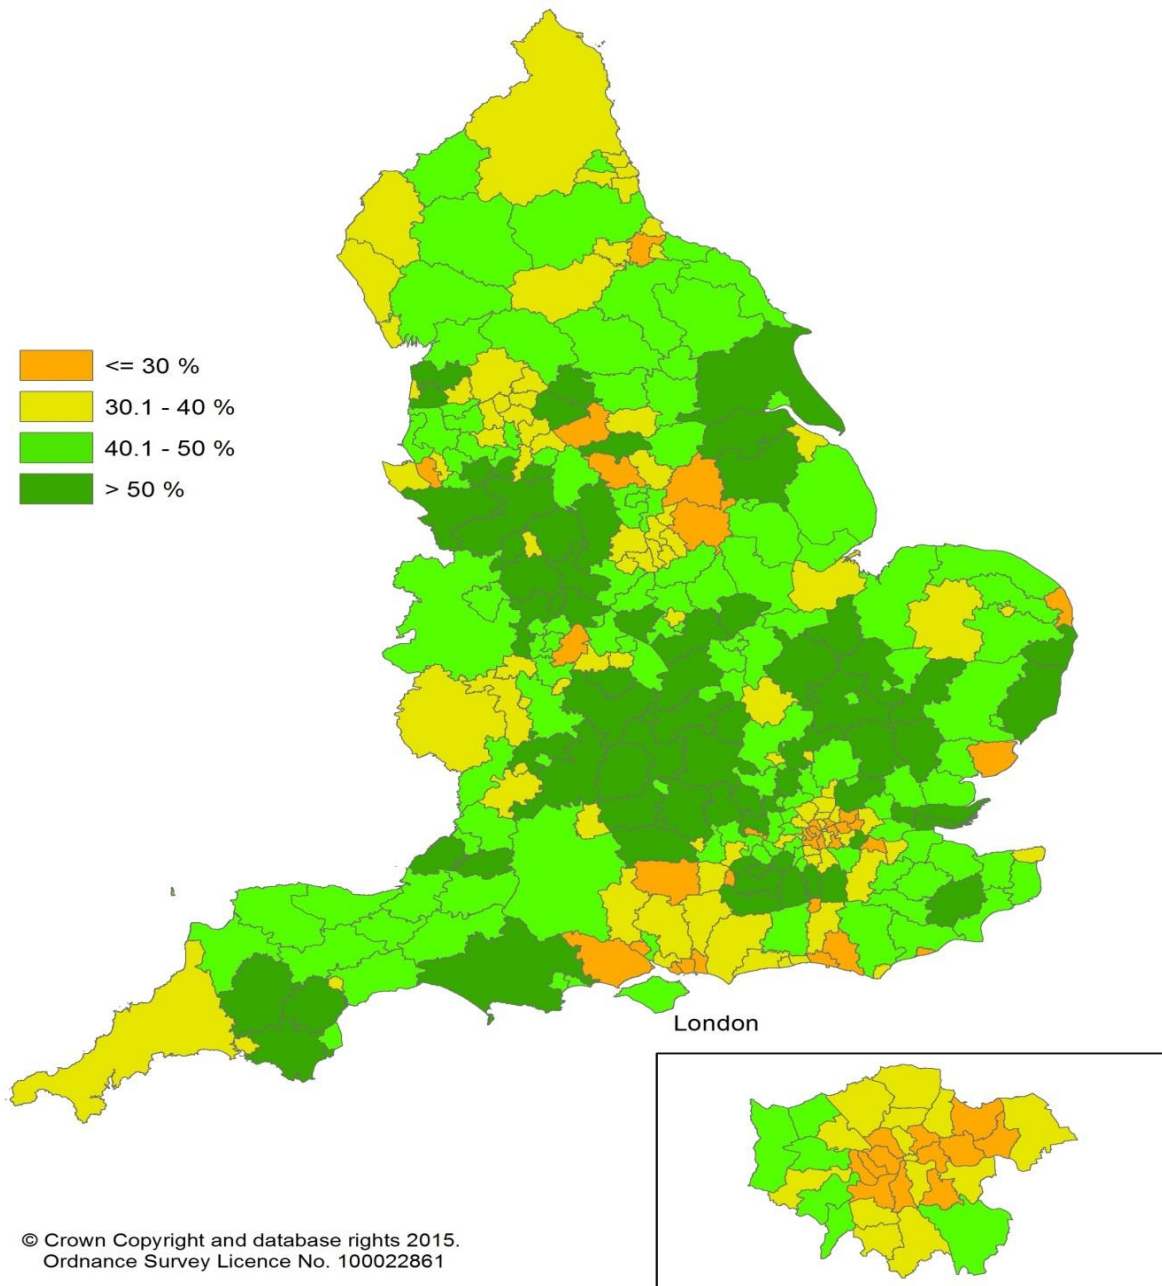 <= 30 %
30.1 - 40 %
40.1 - 50 %
> 50 %
London
© Crown Copyright and database rights 2015.
Ordnance Survey Licence No. 100022861